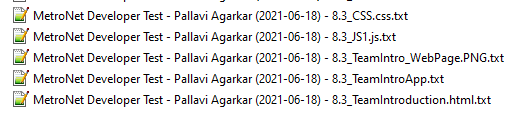 MetroNet Developer Test - Pallavi Agarkar (2021-06-18) - 8.3_CSS.css.txt
MetroNet Developer Test - Pallavi Agarkar (2021-06-18) - 8.3_JS1.js.txt
MetroNet Developer Test - Pallavi Agarkar (2021-06-18) - 8.3_TeamIntro_WebPage.PNG.txt
MetroNet Developer Test - Pallavi Agarkar (2021-06-18) - 8.3_TeamIntroApp.txt
MetroNet Developer Test - Pallavi Agarkar (2021-06-18) - 8.3_TeamIntroduction.html.txt